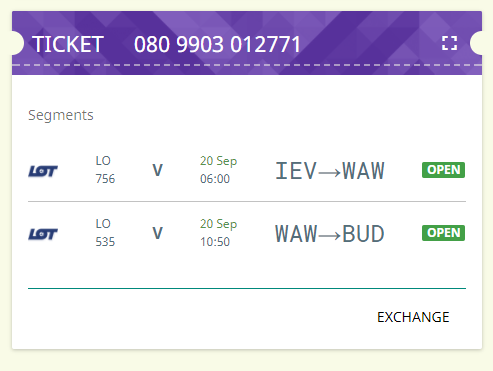 TICKET 080 9903 012771
Segments
LOT LO 756 V 20 Sep 06:00 IEV→WAW OPEN
LOT LO 535 V 20 Sep 10:50 WAW→BUD OPEN
EXCHANGE